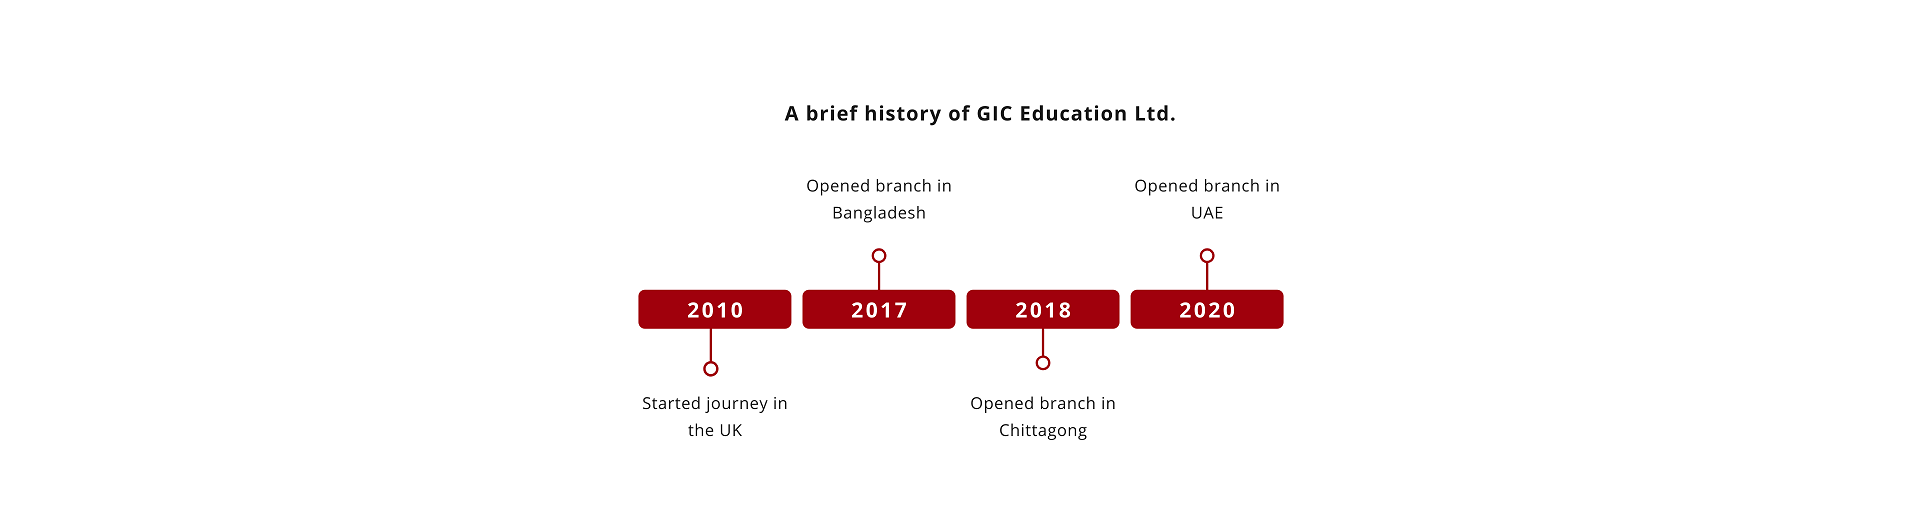 A brief history of GIC Education Ltd.
Opened branch in
Bangladesh
Opened branch in
UAE
2010
2017
2018
2020
Started journey in
the UK
Opened branch in
Chittagong